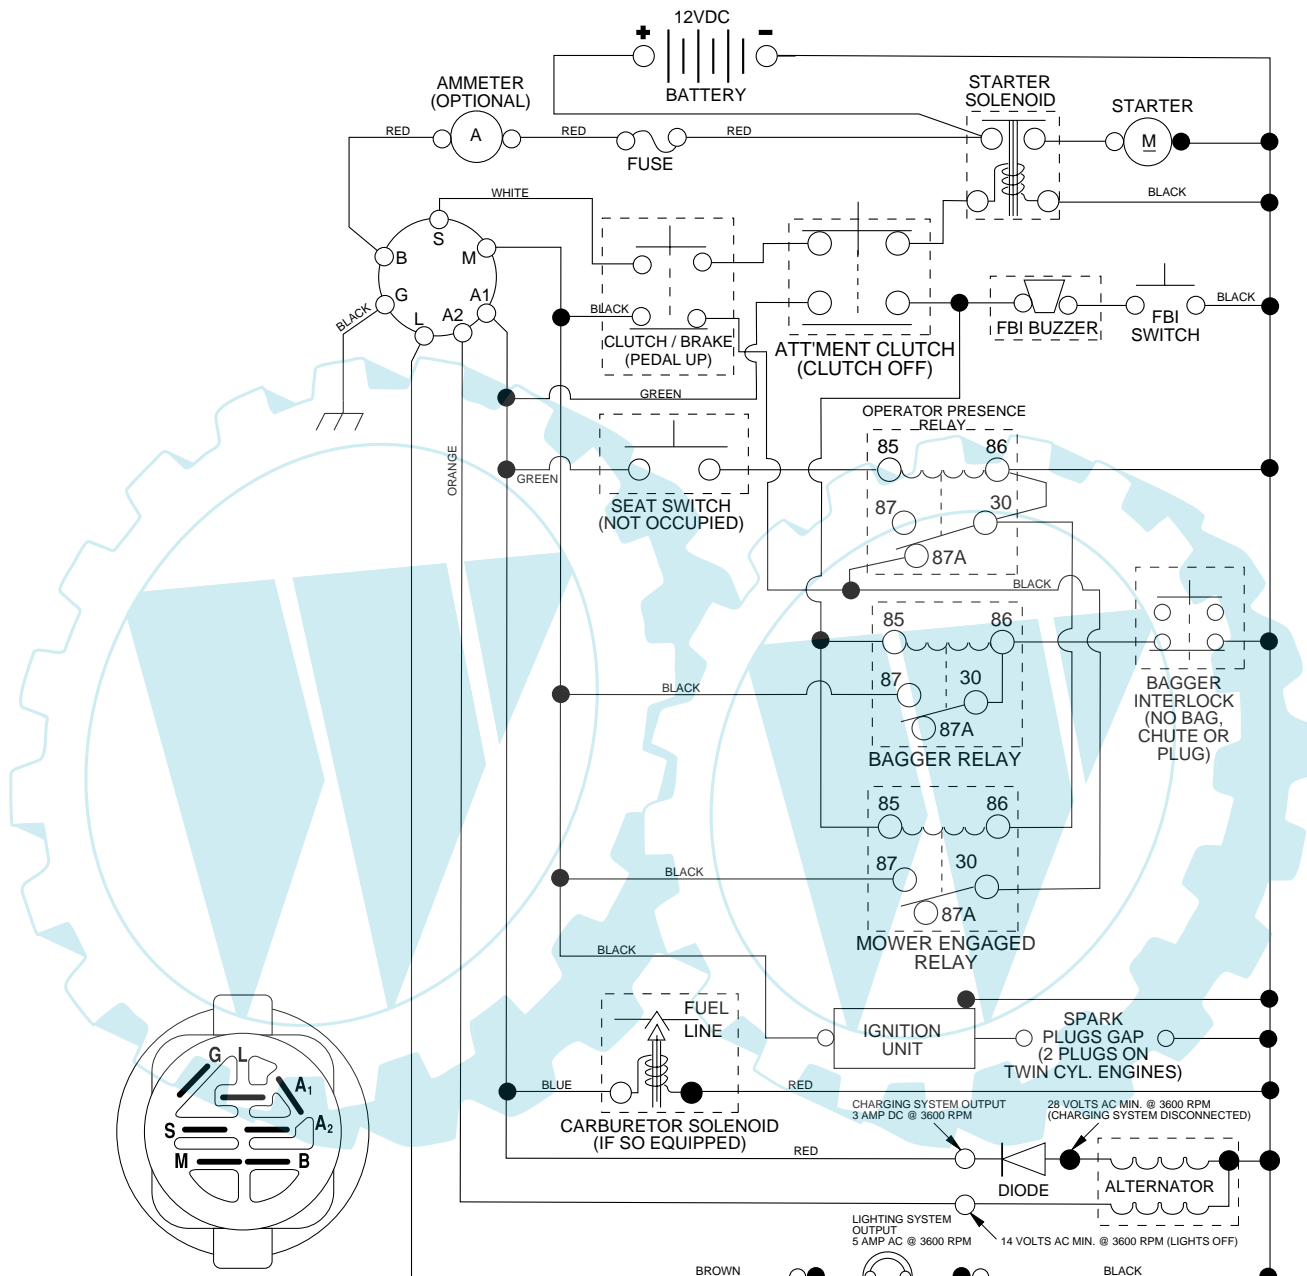 12VDC
+ −
BATTERY
AMMETER
(OPTIONAL)
A
RED
RED
FUSE
RED
STARTER
SOLENOID
STARTER
M
BLACK
WHITE
S
B
M
G
A1
L
A2
BLACK
BLACK
CLUTCH / BRAKE
(PEDAL UP)
ATT'MENT CLUTCH
(CLUTCH OFF)
FBI BUZZER
FBI
SWITCH
BLACK
GREEN
OPERATOR PRESENCE
RELAY
85
86
87
30
87A
ORANGE
GREEN
SEAT SWITCH
(NOT OCCUPIED)
BLACK
85
86
87
30
87A
BAGGER RELAY
BLACK
BAGGER
INTERLOCK
(NO BAG,
CHUTE OR
PLUG)
85
86
87
30
87A
MOWER ENGAGED
RELAY
BLACK
BLACK
FUEL
LINE
IGNITION
UNIT
SPARK
PLUGS GAP
(2 PLUGS ON
TWIN CYL. ENGINES)
BLUE
RED
CARBURETOR SOLENOID
(IF SO EQUIPPED)
G L
A1
A2
S
M
B
CHARGING SYSTEM OUTPUT
3 AMP DC @ 3600 RPM
28 VOLTS AC MIN. @ 3600 RPM
(CHARGING SYSTEM DISCONNECTED)
RED
DIODE
ALTERNATOR
LIGHTING SYSTEM
OUTPUT
5 AMP AC @ 3600 RPM
14 VOLTS AC MIN. @ 3600 RPM (LIGHTS OFF)
BROWN
BLACK